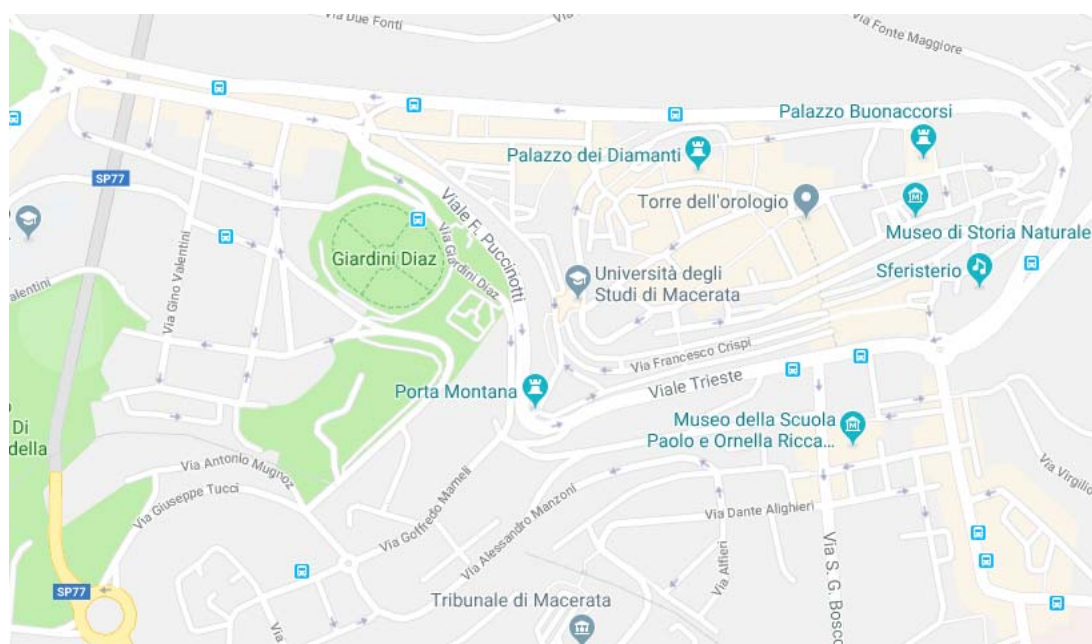 Via Due Fonti
Via Fonte Maggiore
Palazzo Buonaccorsi
Palazzo dei Diamanti
SP77
Torre dell'orologio
Viale F. Puccinotti
Museo di Storia Naturale
Via Gino Valentini
Giardini Diaz
Via Giardini Diaz
Università degli
Studi di Macerata
Sferisterio
alentini
Via Francesco Crispi
Porta Montana
Viale Trieste
Di
della
Museo della Scuola
Paolo e Ornella Ricca...
Via Antonio Mugnoz
Via Giuseppe Tucci
Via Goffredo Mameli
Via Alessandro Manzoni
Via Virgilio
Via Dante Alighieri
Via Alfieri
Via S. G. Bosco
SP77
Tribunale di Macerata